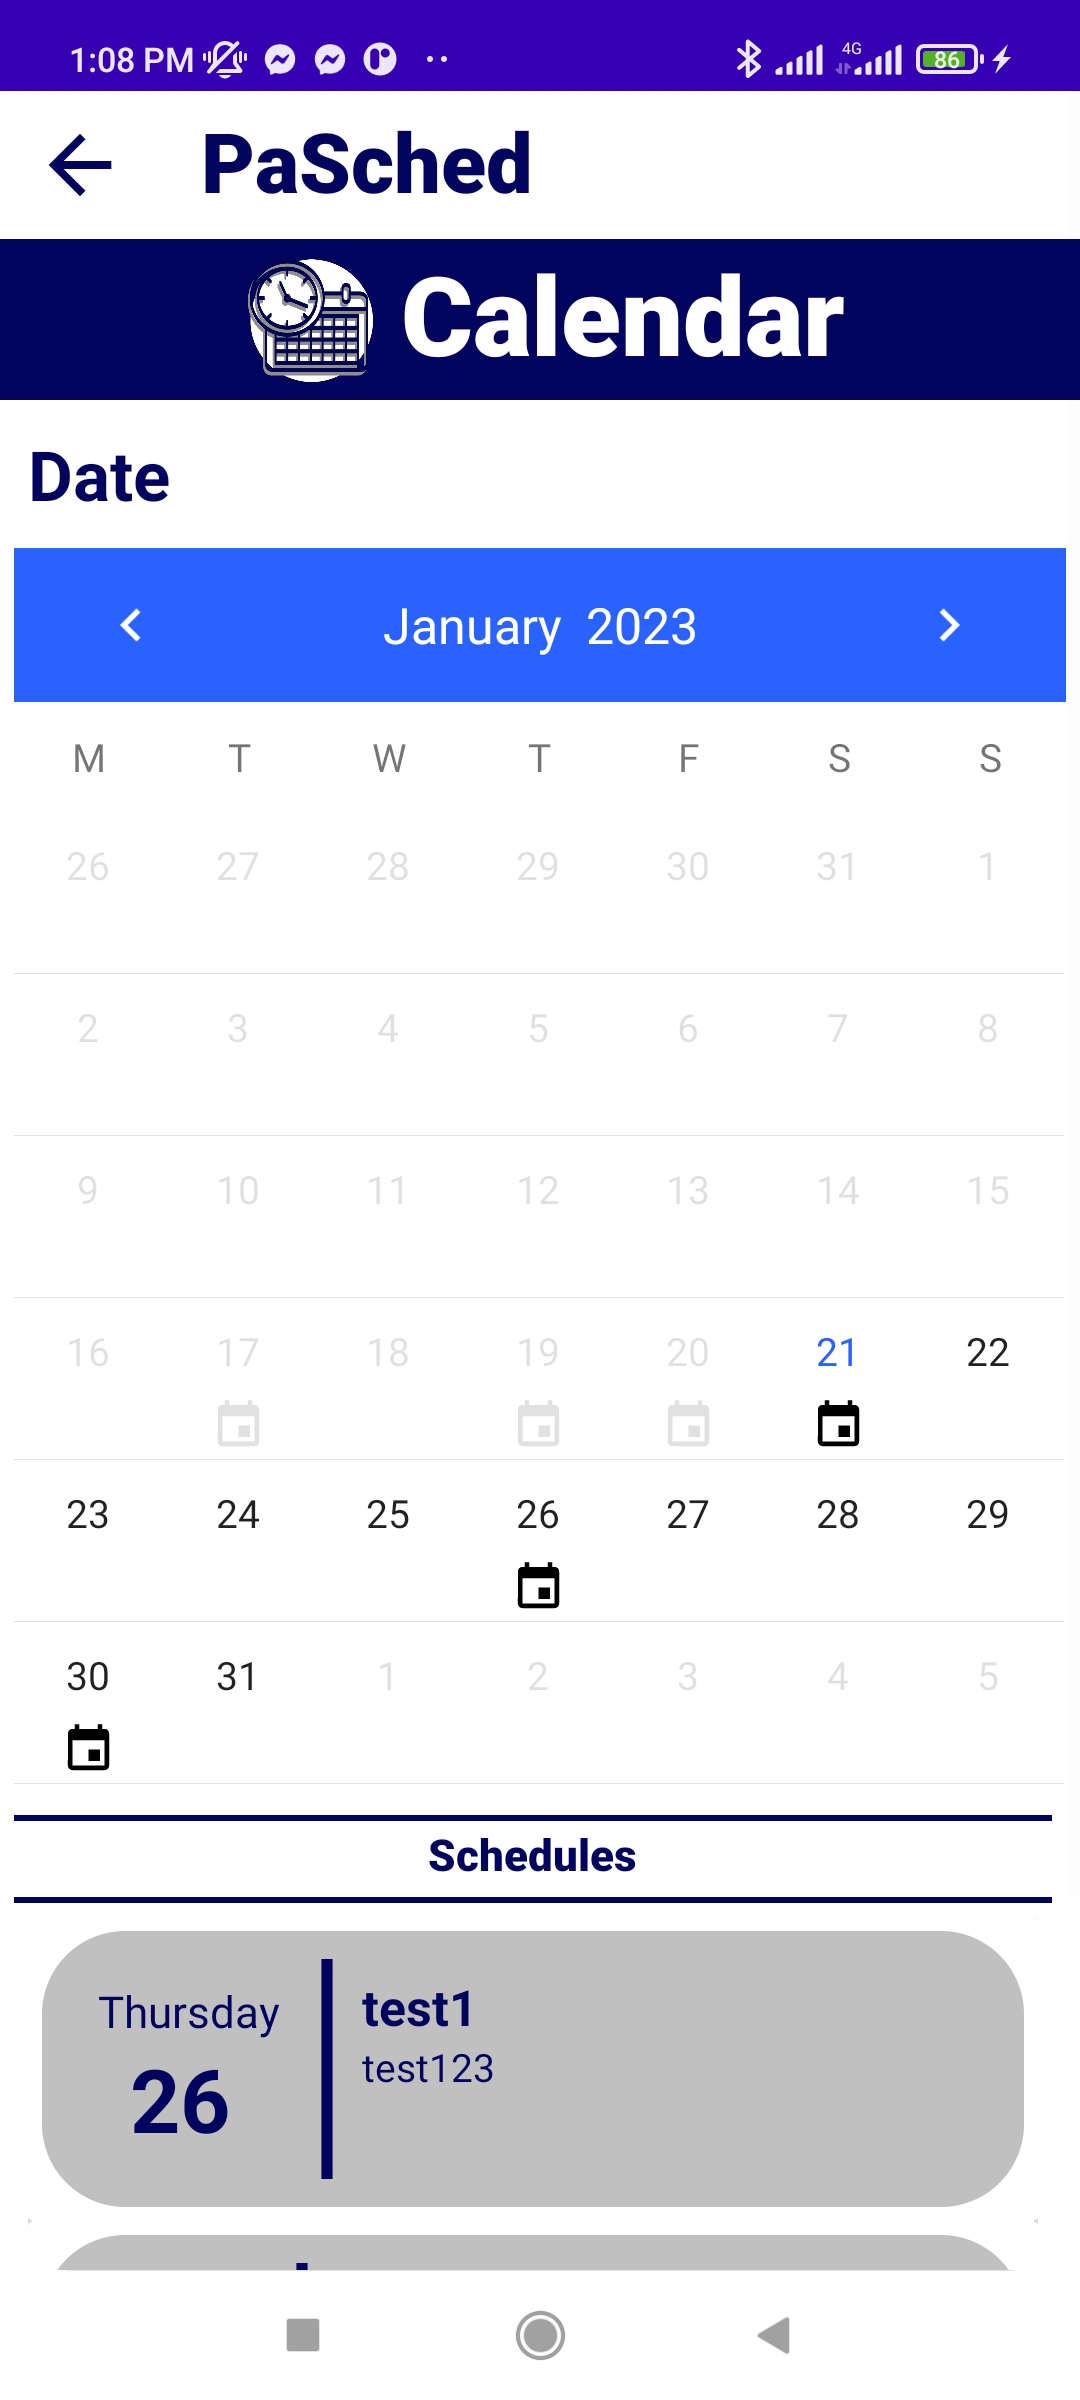 1:08 PM 4G 86
PaSched
Calendar
Date
January 2023
M T W T F S S
26 27 28 29 30 31 1
2 3 4 5 6 7 8
9 10 11 12 13 14 15
16 17 18 19 20 21 22
23 24 25 26 27 28 29
30 31 1 2 3 4 5
Schedules
Thursday
26
test1
test123